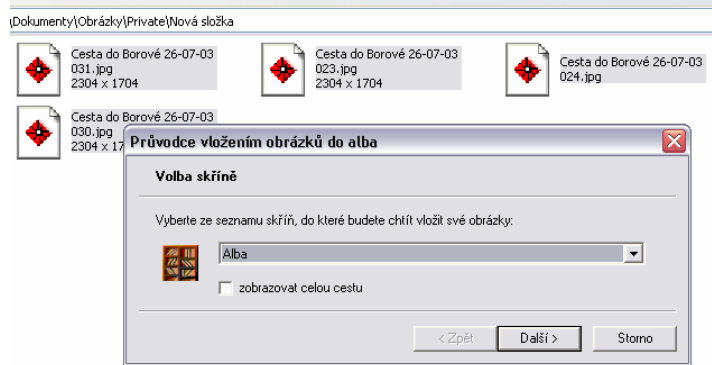 \Dokumenty\Obrázky\Private\Nová složka
Cesta do Borové 26-07-03
031.jpg
2304 x 1704
Cesta do Borové 26-07-03
023.jpg
2304 x 1704
Cesta do Borové 26-07-03
024.jpg
Cesta do Borové 26-07-03
030.jpg
2304 x 17
Průvodce vložením obrázků do alba
Volba skříně
Vyberte ze seznamu skříň, do které budete chtít vložit své obrázky:
Alba
zobrazovat celou cestu
< Zpět
Další >
Storno